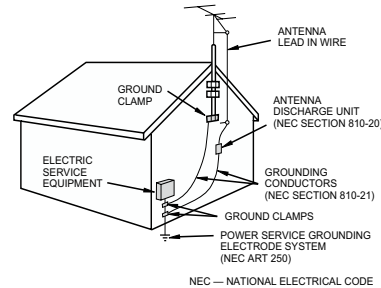 ANTENNA
LEAD IN WIRE
GROUND
CLAMP
ANTENNA
DISCHARGE UNIT
(NEC SECTION 810-20)
ELECTRIC
SERVICE
EQUIPMENT
GROUNDING
CONDUCTORS
(NEC SECTION 810-21)
GROUND CLAMPS
POWER SERVICE GROUNDING
ELECTRODE SYSTEM
(NEC ART 250)
NEC — NATIONAL ELECTRICAL CODE